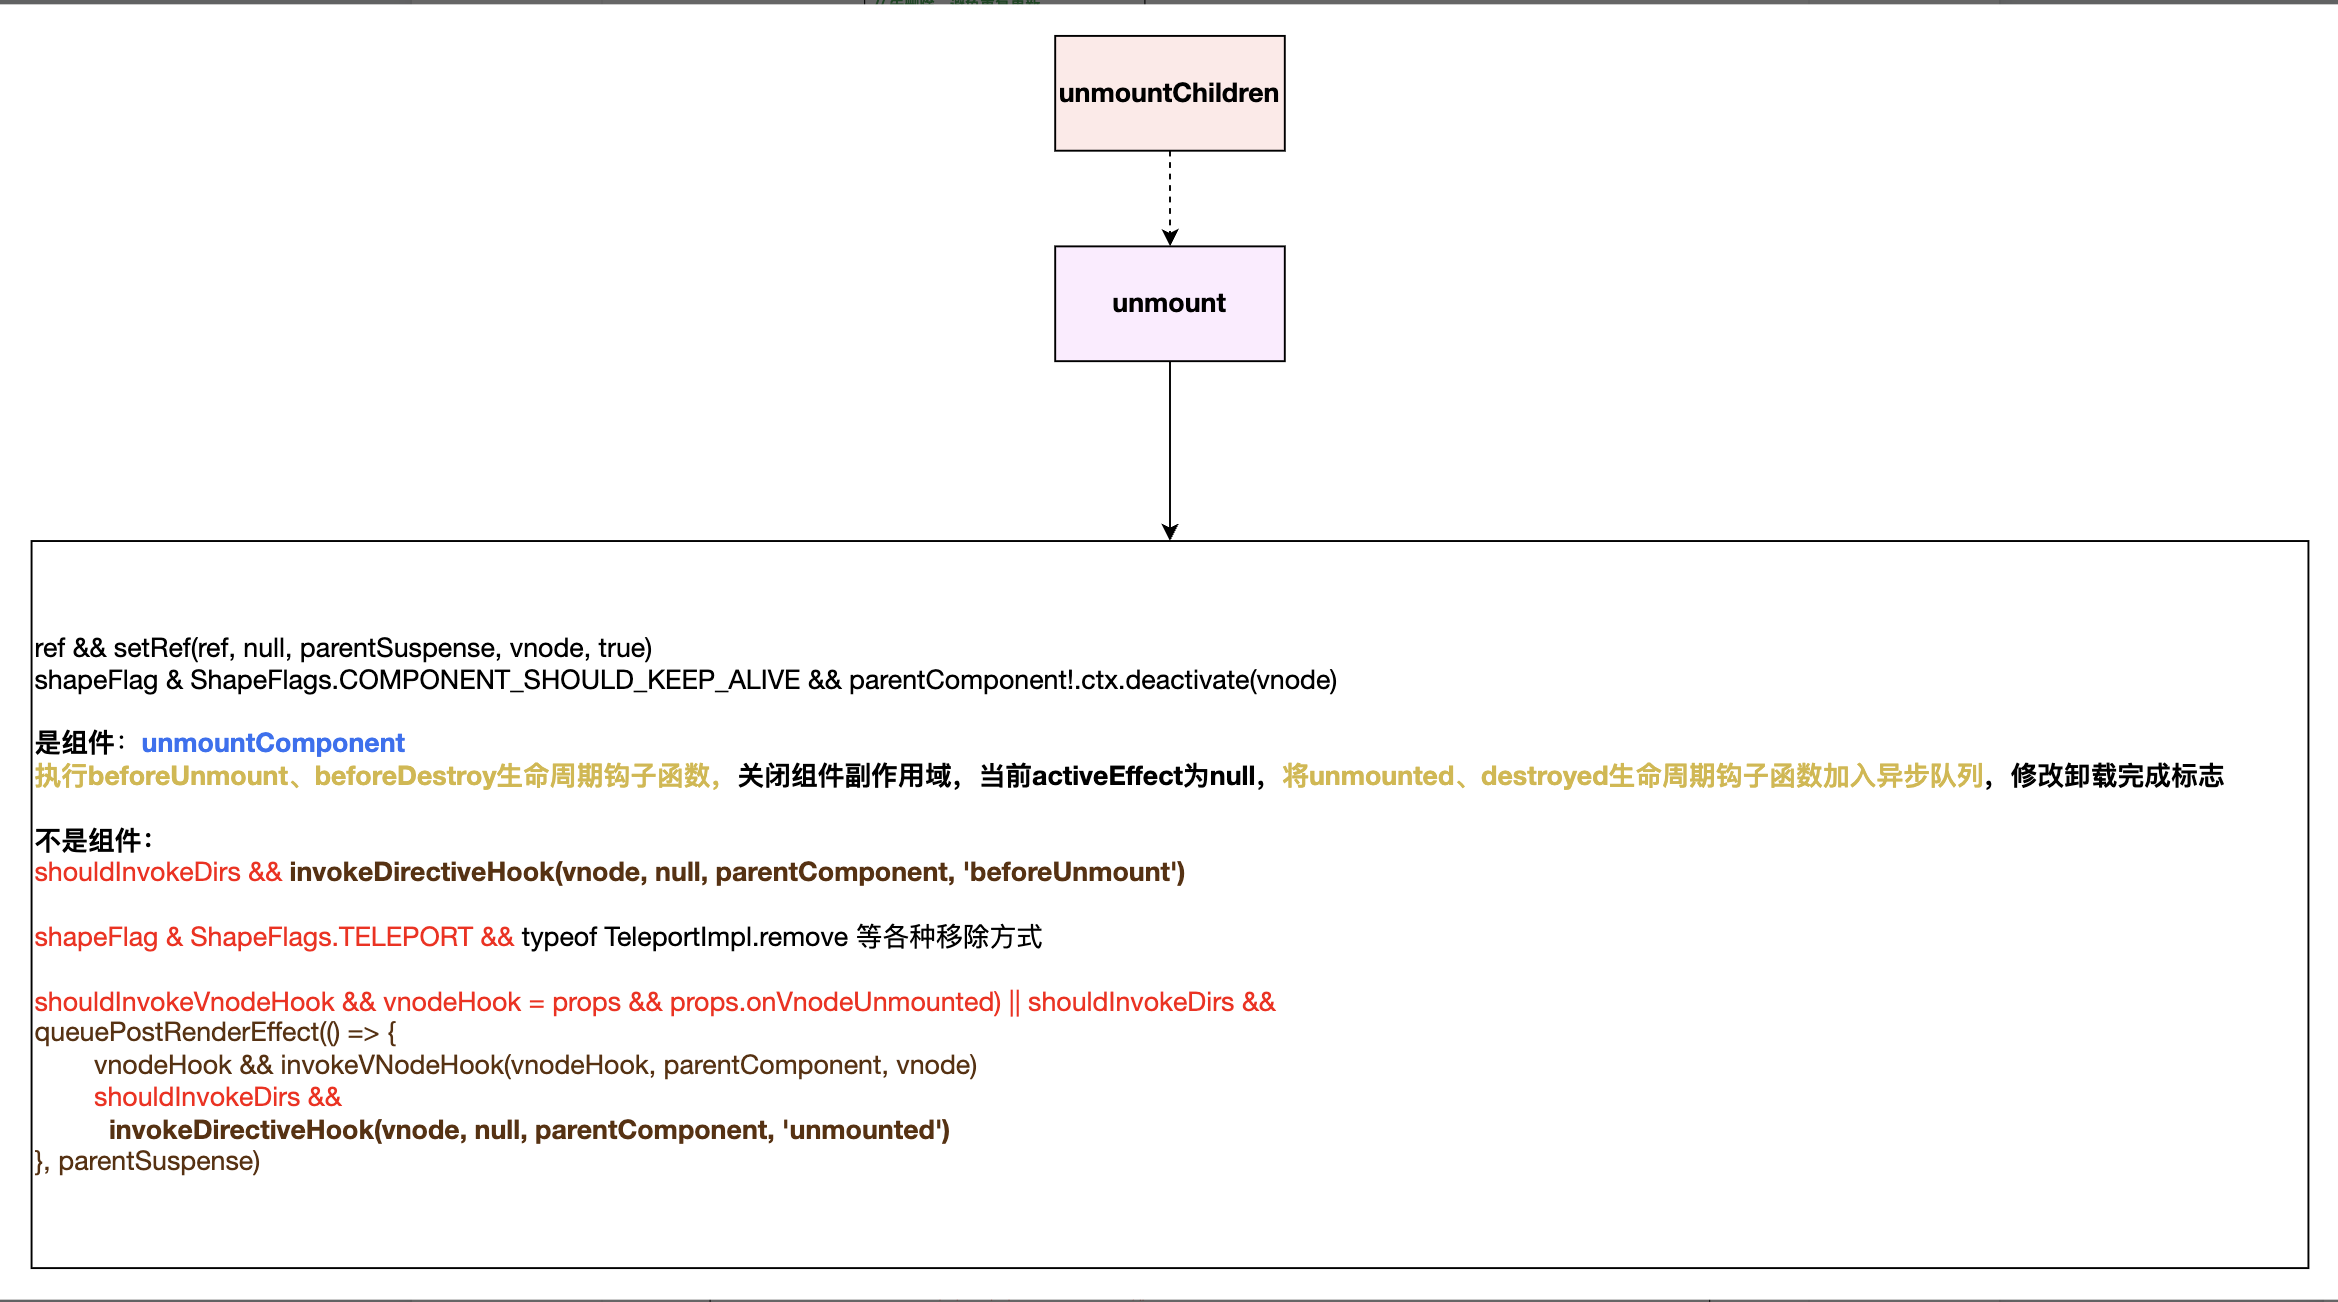 unmountChildren
unmount
ref && setRef(ref, null, parentSuspense, vnode, true)
shapeFlag & ShapeFlags.COMPONENT_SHOULD_KEEP_ALIVE && parentComponent!.ctx.deactivate(vnode)
是组件：unmountComponent
执行beforeUnmount、beforeDestroy生命周期钩子函数，关闭组件副作用域，当前activeEffect为null，将unmounted、destroyed生命周期钩子函数加入异步队列，修改卸载完成标志
不是组件：
shouldInvokeDirs && invokeDirectiveHook(vnode, null, parentComponent, 'beforeUnmount')
shapeFlag & ShapeFlags.TELEPORT && typeof TeleportImpl.remove 等各种移除方式
shouldInvokeVnodeHook && vnodeHook = props && props.onVnodeUnmounted) || shouldInvokeDirs &&
queuePostRenderEffect(() => {
vnodeHook && invokeVNodeHook(vnodeHook, parentComponent, vnode)
shouldInvokeDirs &&
invokeDirectiveHook(vnode, null, parentComponent, 'unmounted')
}, parentSuspense)